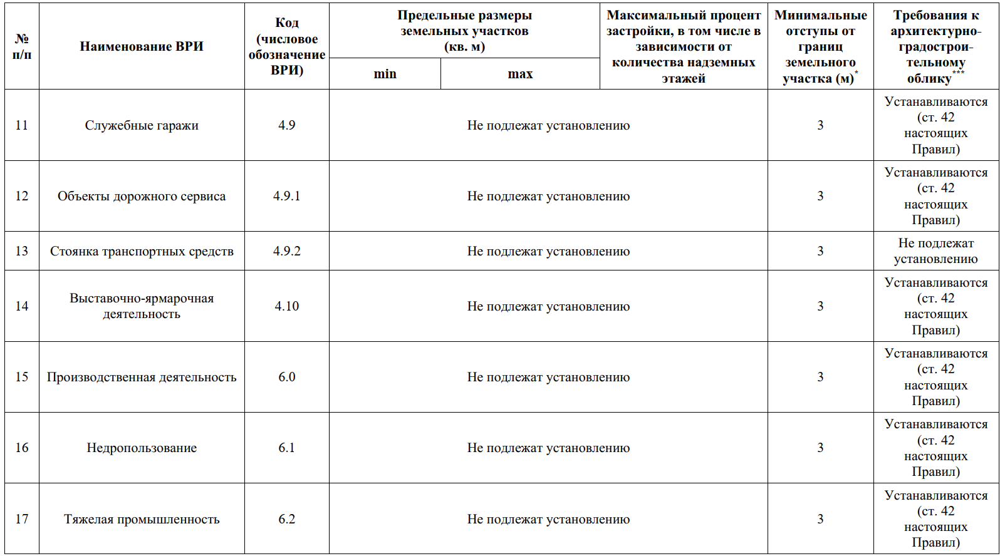 №
п/п
Наименование ВРИ
Код
(числовое
обозначение
ВРИ)
Предельные размеры
земельных участков
(кв. м)
min
max
Максимальный процент
застройки, в том числе в
зависимости от
количества надземных
этажей
Минимальные
отступы от
границ
земельного
участка (м)*
Требования к
архитектурно-
градострои-
тельному
облику***
11
Служебные гаражи
4.9
Не подлежат установлению
3
Устанавливаются
(ст. 42
настоящих
Правил)
12
Объекты дорожного сервиса
4.9.1
Не подлежат установлению
3
Устанавливаются
(ст. 42
настоящих
Правил)
13
Стоянка транспортных средств
4.9.2
Не подлежат установлению
3
Не подлежат
установлению
14
Выставочно-ярмарочная
деятельность
4.10
Не подлежат установлению
3
Устанавливаются
(ст. 42
настоящих
Правил)
15
Производственная деятельность
6.0
Не подлежат установлению
3
Устанавливаются
(ст. 42
настоящих
Правил)
16
Недропользование
6.1
Не подлежат установлению
3
Устанавливаются
(ст. 42
настоящих
Правил)
17
Тяжелая промышленность
6.2
Не подлежат установлению
3
Устанавливаются
(ст. 42
настоящих
Правил)